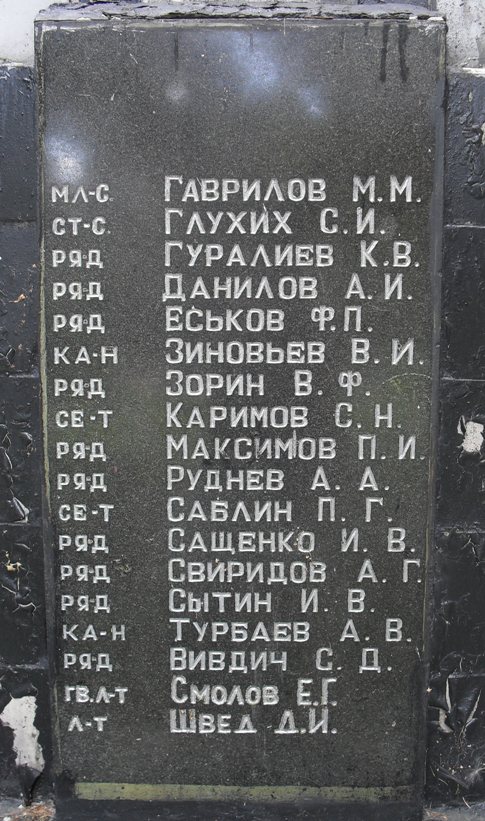 МЛ-С. ГАВРИЛОВ М. М.
СТ-С. ГЛУХИХ С. И.
РЯД ГУРАЛИЕВ К. В.
РЯД ДАНИЛОВ А. И.
РЯД ЕСЬКОВ Ф. П.
КА-Н ЗИНОВЬЕВ В. И.
РЯД ЗОРИН В. Ф.
СЕ-Т КАРИМОВ С. Н.
РЯД МАКСИМОВ П. И.
РЯД РУДНЕВ А. А.
СЕ-Т САБЛИН П. Г.
РЯД САЩЕНКО И. В.
РЯД СВИРИДОВ А. Г.
РЯД СЫТИН И. В.
КА-Н ТУРБАЕВ А. В.
РЯД ВИВДИЧ С. Д.
ГВ.Л-Т СМОЛОВ Е.Г.
Л-Т ШВЕД Д.И.